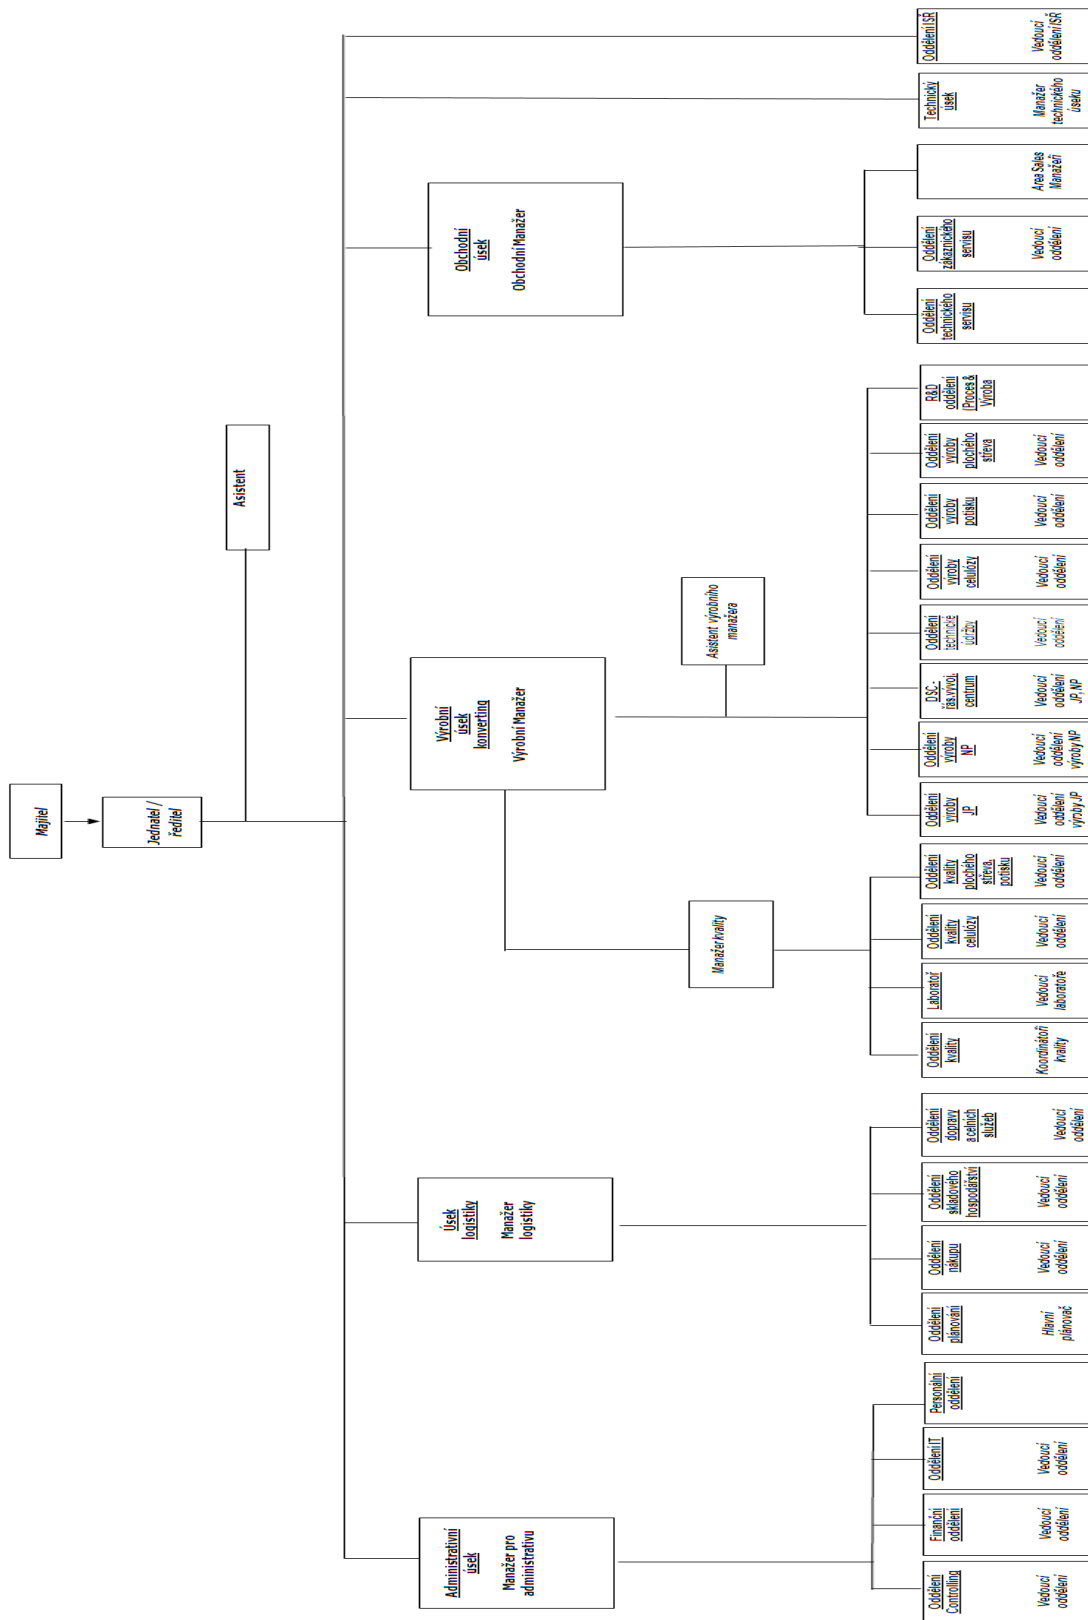 Majitel
Jednatel /
ředitel
Asistent
Administrativní
úsek
Manažer pro
administrativu
Úsek
logistiky
Manažer
logistiky
Výrobní
úsek
konverting
Výrobní Manažer
Obchodní
úsek
Obchodní Manažer
Manažer kvality
Asistent výrobního
manažera
Oddělení
Controlling
Vedoucí
oddělení
Finanční
oddělení
Vedoucí
oddělení
Oddělení IT
Vedoucí
oddělení
Personální
oddělení
Oddělení
plánování
Hlavní
plánovač
Oddělení
nákupu
Vedoucí
oddělení
Oddělení
skladového
hospodářství
Vedoucí
oddělení
Oddělení
dopravy
a celních
služeb
Vedoucí
oddělení
Oddělení
kvality
Koordinátoři
kvality
Laboratoř
Vedoucí
laboratoře
Oddělení
kvality
celulózy
Vedoucí
oddělení
Oddělení
kvality
plochého
střeva,
potisku
Vedoucí
oddělení
Oddělení
výroby
JP
Vedoucí
oddělení
výroby JP
Oddělení
výroby
NP
Vedoucí
oddělení
výroby NP
DSC -
řas.vývoj.
centrum
Vedoucí
oddělení
JP, NP
Oddělení
technické
údržby
Vedoucí
oddělení
Oddělení
výroby
celulózy
Vedoucí
oddělení
Oddělení
výroby
potisku
Vedoucí
oddělení
Oddělení
výroby
plochého
střeva
Vedoucí
oddělení
R&D
oddělení
(Proces &
Výroba
Oddělení
technického
servisu
Oddělení
zákaznického
servisu
Vedoucí
oddělení
Area Sales
Manažeři
Technický
úsek
Manažer
technického
úseku
Oddělení ISŘ
Vedoucí
oddělení ISŘ